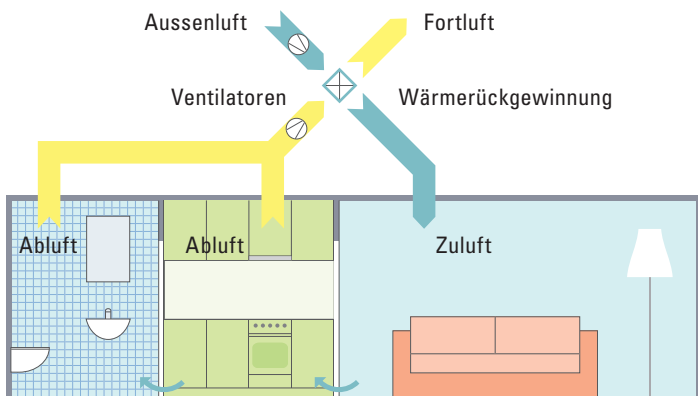 Aussenluft
Fortluft
Ventilatoren
Wärmerückgewinnung
Abluft
Abluft
Zuluft